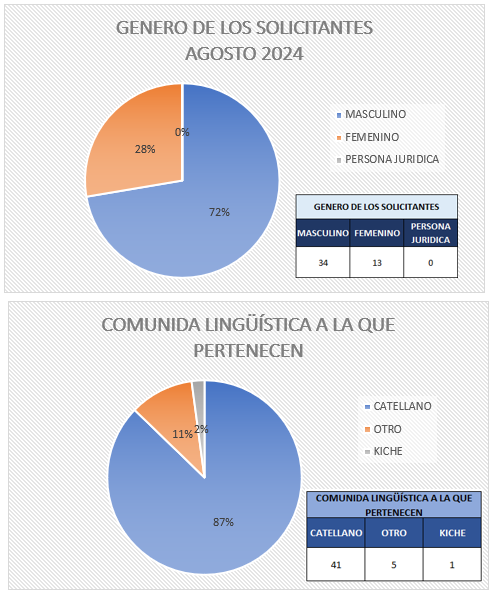 GENERO DE LOS SOLICITANTES
AGOSTO 2024
0%
28%
72%
MASCULINO
FEMENINO
PERSONA JURIDICA
GENERO DE LOS SOLICITANTES
MASCULINO FEMENINO PERSONA JURIDICA
34 13 0
COMUNIDA LINGÜÍSTICA A LA QUE
PERTENECEN
2%
11%
87%
CATELLANO
OTRO
KICHE
COMUNIDA LINGÜÍSTICA A LA QUE
PERTENECEN
CATELLANO OTRO KICHE
41 5 1